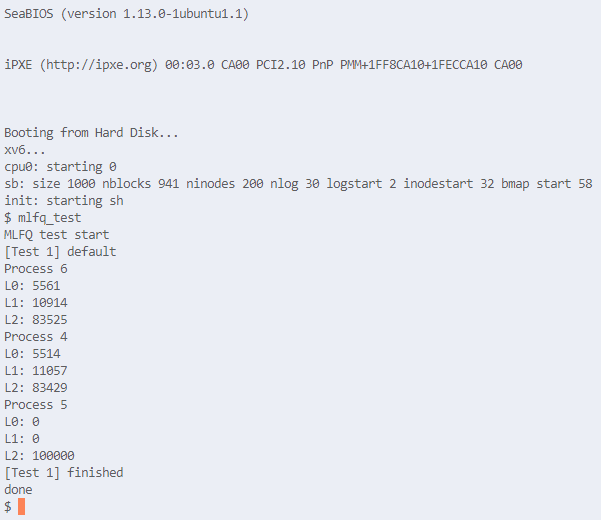 SeaBIOS (version 1.13.0-1ubuntu1.1)
iPXE (http://ipxe.org) 00:03.0 CA00 PCI2.10 PnP PMM+1FF8CA10+1FECCA10 CA00
Booting from Hard Disk...
xv6...
cpu0: starting 0
sb: size 1000 nblocks 941 ninodes 200 nlog 30 logstart 2 inodestart 32 bmap start 58
init: starting sh
$ mlfq_test
MLFQ test start
[Test 1] default
Process 6
L0: 5561
L1: 10914
L2: 83525
Process 4
L0: 5514
L1: 11057
L2: 83429
Process 5
L0: 0
L1: 0
L2: 100000
[Test 1] finished
done
$